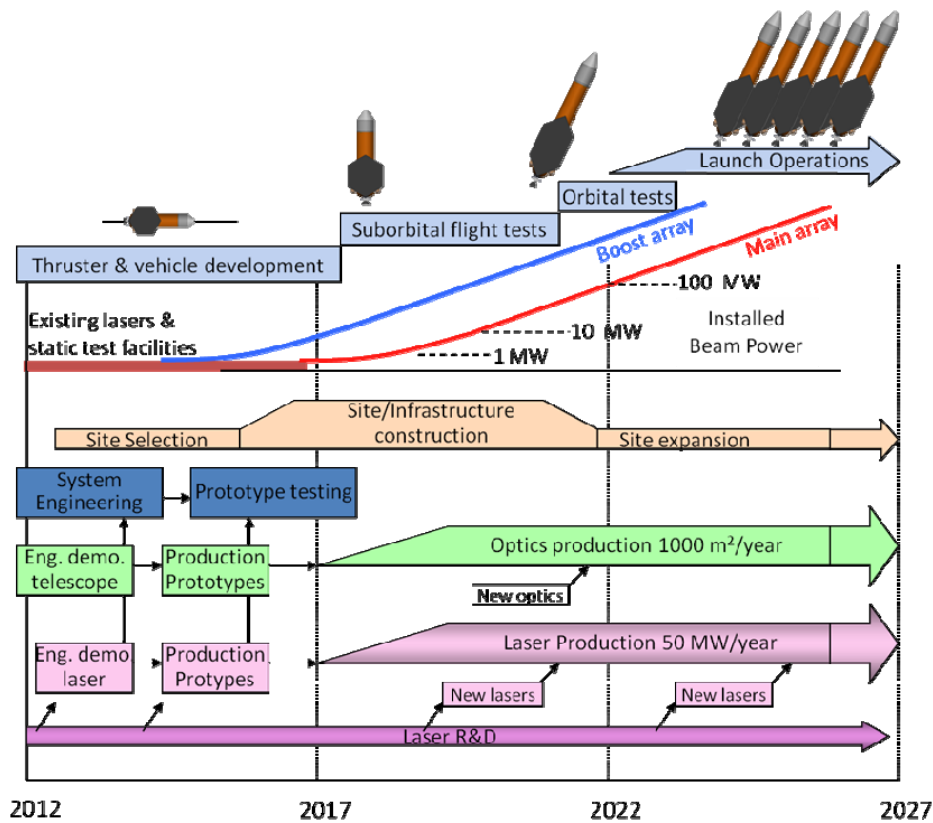 Launch Operations
Orbital tests
Suborbital flight tests
Boost array
Main array
Thruster & vehicle development
100 MW
Existing lasers &
static test facilities
10 MW
Installed
Beam Power
1 MW
Site/Infrastructure
construction
Site Selection
Site expansion
System
Engineering
Prototype testing
Optics production 1000 m²/year
Eng. demo.
telescope
Production
Prototypes
New optics
Laser Production 50 MW/year
Eng. demo.
laser
Production
Protypes
New lasers
New lasers
Laser R&D
2012
2017
2022
2027